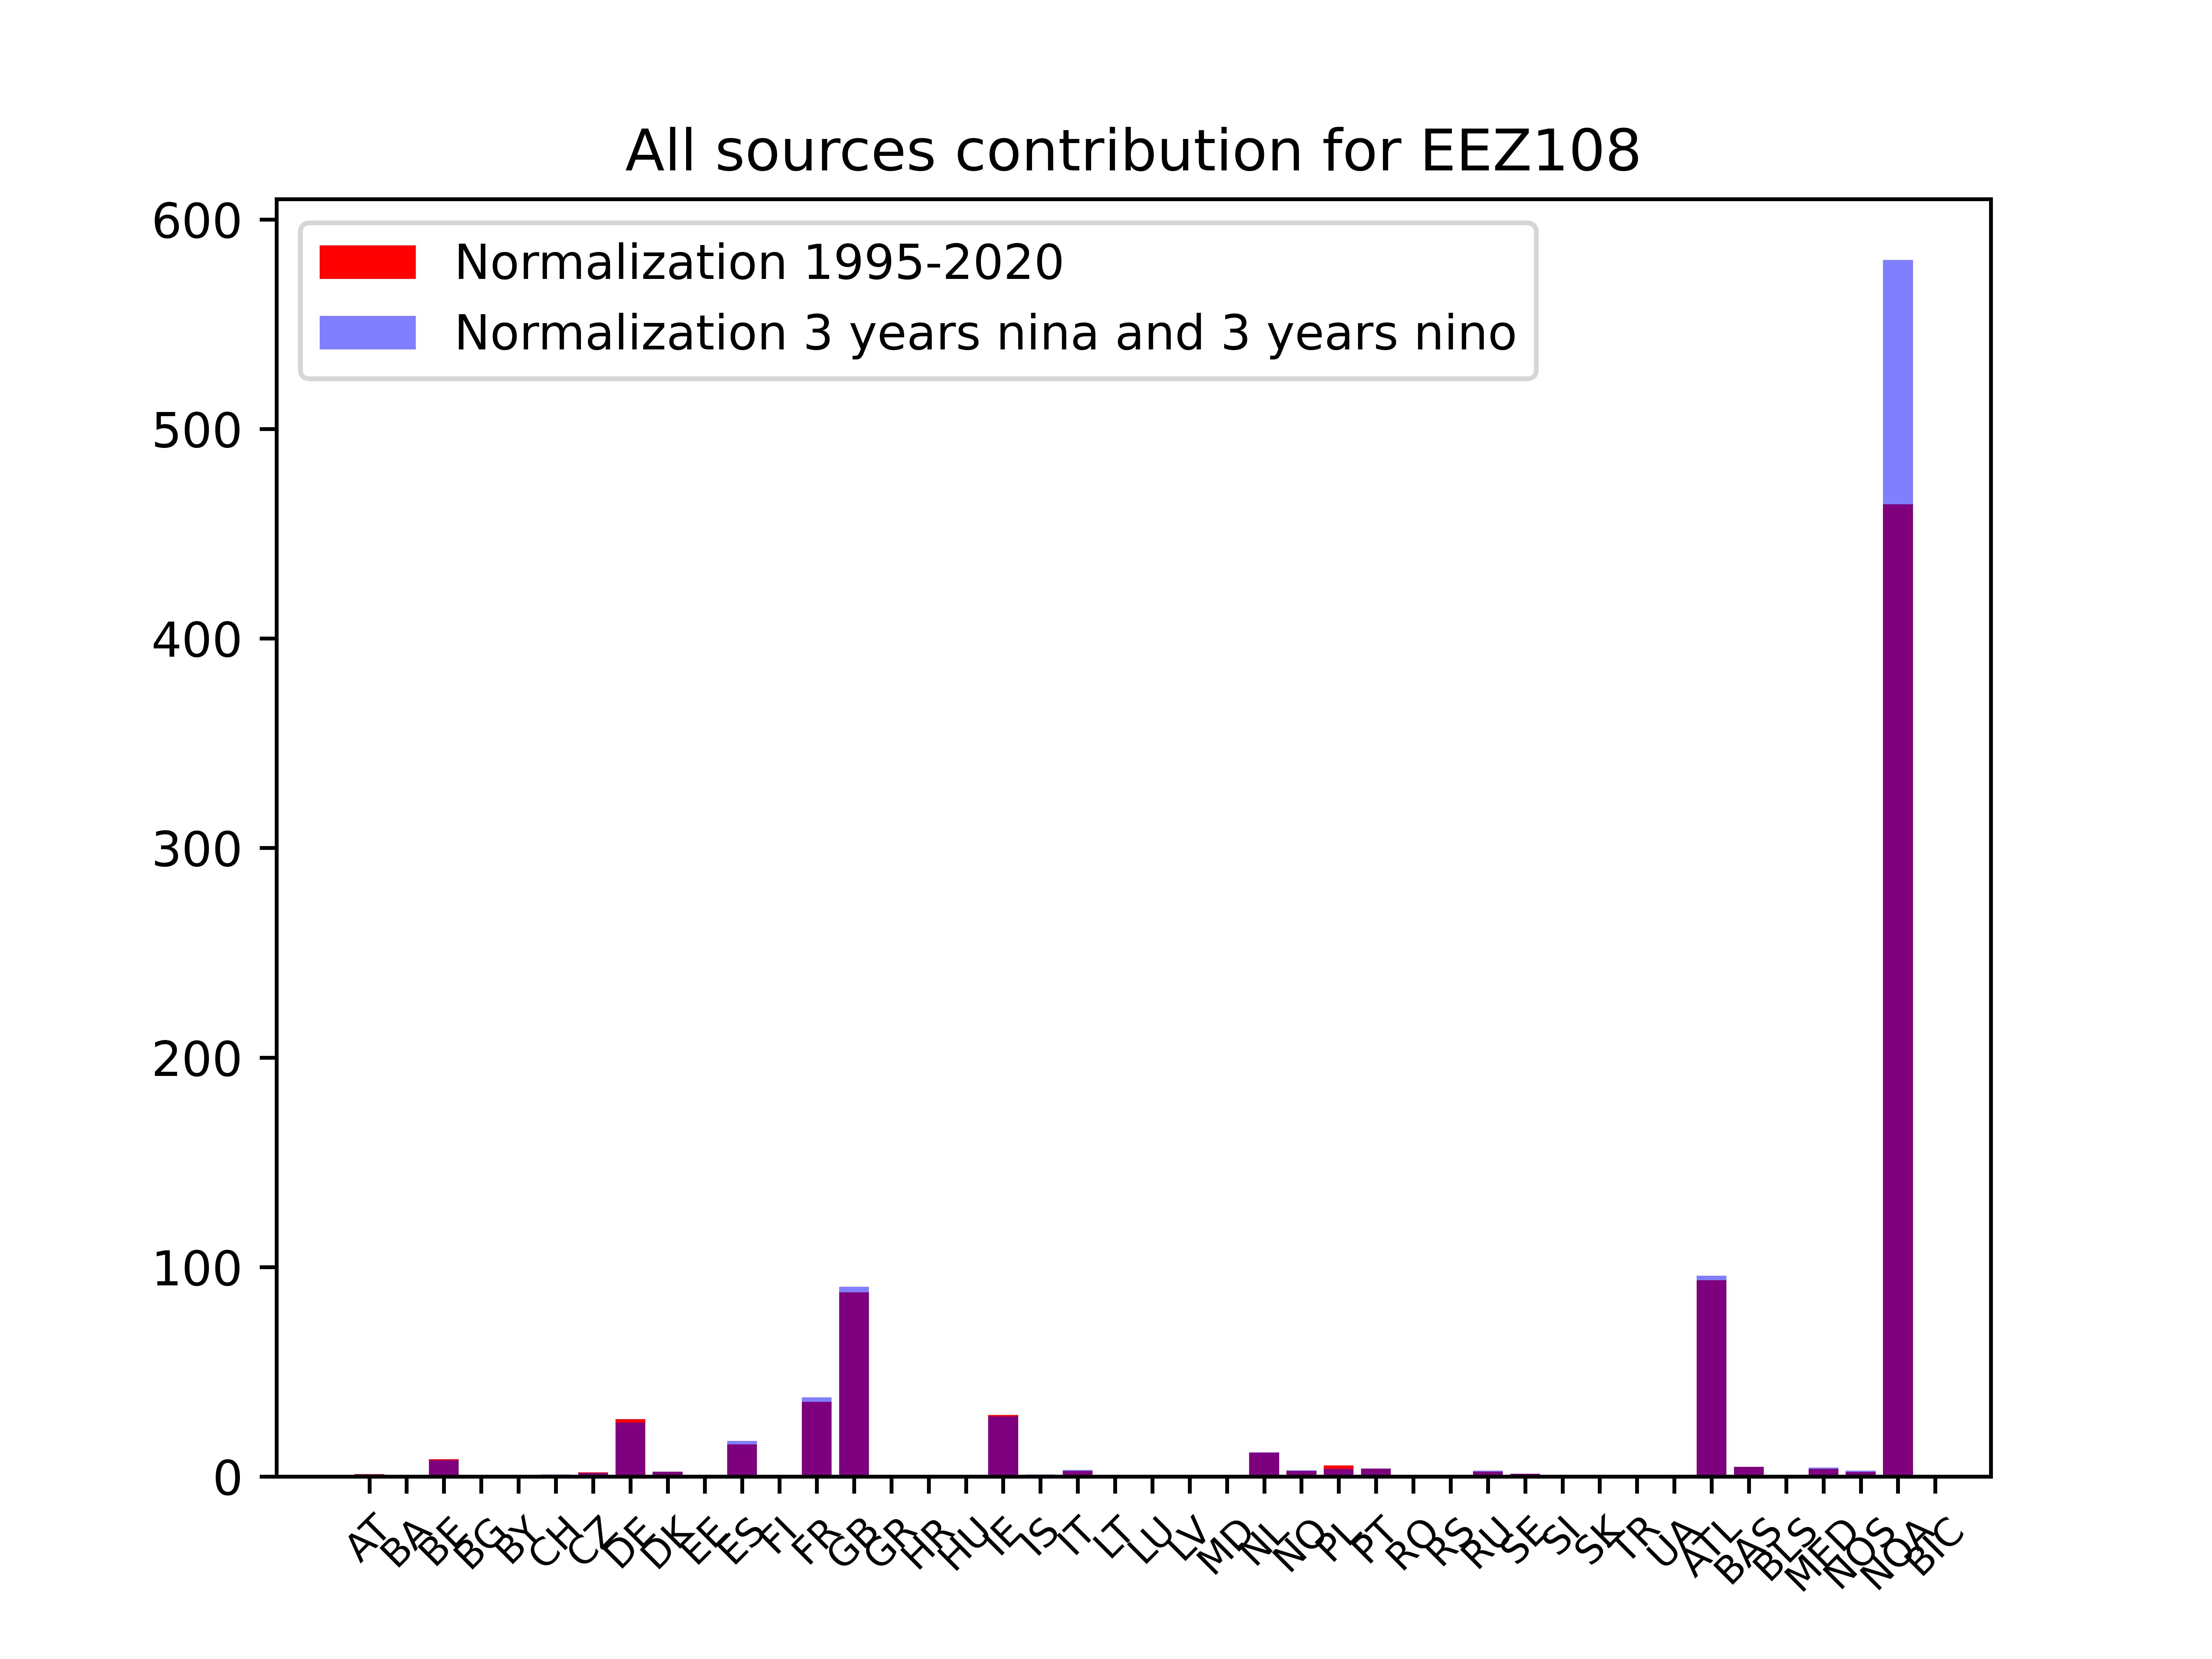 All sources contribution for EEZ108
Normalization 1995-2020
Normalization 3 years nina and 3 years nino
600
500
400
300
200
100
0
AT BA BE BG BY CH CZ DE DK EE ES FI FR GB GR HR HU IE IS IT LT LU LV MD NL NO PL PT RO RS RU SE SI SK TR UA ATL BAS BLS MED NOS NOA BIC